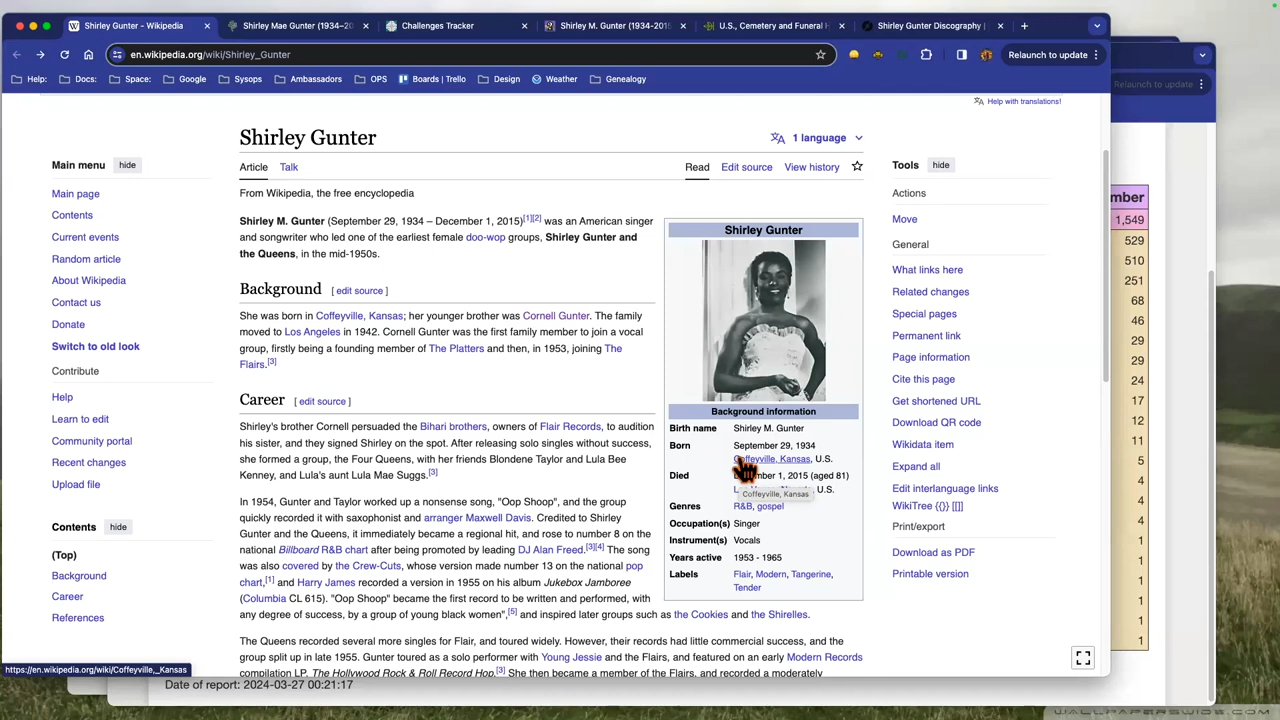 Shirley Gunter - Wikipedia
Shirley Mae Gunter (1934–20
Challenges Tracker
Shirley M. Gunter (1934-2015
U.S., Cemetery and Funeral H
Shirley Gunter Discography |
en.wikipedia.org/wiki/Shirley_Gunter
Relaunch to update
Relaunch to update
Help:
Docs:
Space:
Google
Sysops
Ambassadors
OPS
Boards | Trello
Design
Weather
Genealogy
Help with translations!
Shirley Gunter
1 language
Main menu
hide
Article
Talk
Read
Edit source
View history
Tools
hide
Main page
Contents
Current events
Random article
About Wikipedia
Contact us
Donate
Switch to old look
Contribute
Help
Learn to edit
Community portal
Recent changes
Upload file
Contents
hide
(Top)
Background
Career
References
From Wikipedia, the free encyclopedia
Shirley M. Gunter (September 29, 1934 – December 1, 2015)[1][2] was an American singer
and songwriter who led one of the earliest female doo-wop groups, Shirley Gunter and
the Queens, in the mid-1950s.
Background [ edit source ]
She was born in Coffeyville, Kansas; her younger brother was Cornell Gunter. The family
moved to Los Angeles in 1942. Cornell Gunter was the first family member to join a vocal
group, firstly being a founding member of The Platters and then, in 1953, joining The
Flairs.[3]
Career [ edit source ]
Shirley's brother Cornell persuaded the Bihari brothers, owners of Flair Records, to audition
his sister, and they signed Shirley on the spot. After releasing solo singles without success,
she formed a group, the Four Queens, with her friends Blondene Taylor and Lula Bee
Kenney, and Lula's aunt Lula Mae Suggs.[3]
In 1954, Gunter and Taylor worked up a nonsense song, "Oop Shoop", and the group
quickly recorded it with saxophonist and arranger Maxwell Davis. Credited to Shirley
Gunter and the Queens, it immediately became a regional hit, and rose to number 8 on the
national Billboard R&B chart after being promoted by leading DJ Alan Freed.[3][4] The song
was also covered by the Crew-Cuts, whose version made number 13 on the national pop
chart,[1] and Harry James recorded a version in 1955 on his album Jukebox Jamboree
(Columbia CL 615). "Oop Shoop" became the first record to be written and performed, with
any degree of success, by a group of young black women",[5] and inspired later groups such as the Cookies and the Shirelles.
The Queens recorded several more singles for Flair, and toured widely. However, their records had little commercial success, and the
group split up in late 1955. Gunter toured as a solo performer with Young Jessie and the Flairs, and featured on an early Modern Records
compilation LP, The Hollywood Rock & Roll Record Hop.[3] She then became a member of the Flairs, and recorded a moderately
Shirley Gunter
Background information
Birth name Shirley M. Gunter
Born September 29, 1934
Coffeyville, Kansas, U.S.
Died 1, 2015 (aged 81)
U.S.
Coffeyville, Kansas
Genres R&B, gospel
Occupation(s) Singer
Instrument(s) Vocals
Years active 1953 - 1965
Labels Flair, Modern, Tangerine,
Tender
Actions
Move
General
What links here
Related changes
Special pages
Permanent link
Page information
Cite this page
Get shortened URL
Download QR code
Wikidata item
Expand all
Edit interlanguage links
WikiTree {{}} [[]]
Print/export
Download as PDF
Printable version
mber
1,549
529
510
251
68
46
29
29
24
17
12
11
5
4
4
4
1
1
1
1
1
1
https://en.wikipedia.org/wiki/Coffeyville,_Kansas
Date of report: 2024-03-27 00:21:17
WALLPAPERSWIDE.COM